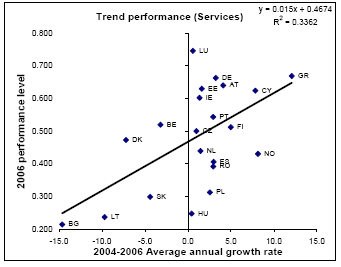 Trend performance (Services)
y = 0.015x + 0.4674
R² = 0.3362
2006 performance level
0.800
0.700
0.600
0.500
0.400
0.300
0.200
LU
DE
AT
GR
EE
CY
IE
PT
BE
CZ
FI
DK
NL
NO
ES
RO
SK
PL
LT
HU
BG
-15.0 -10.0 -5.0 0.0 5.0 10.0 15.0
2004-2006 Average annual growth rate